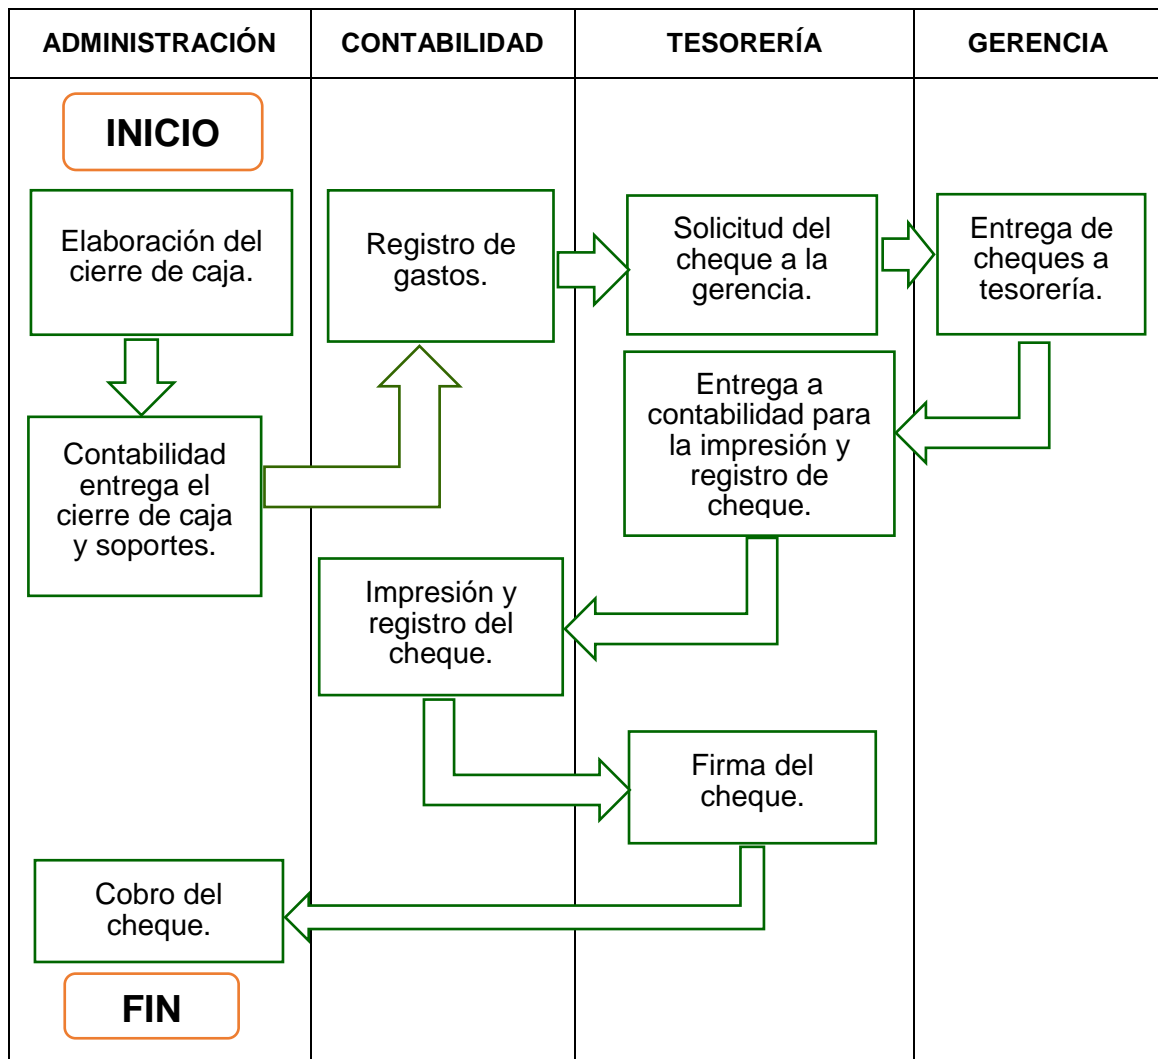 ADMINISTRACIÓN CONTABILIDAD TESORERÍA GERENCIA
INICIO
Elaboración del
cierre de caja.
Registro de
gastos.
Solicitud del
cheque a la
gerencia.
Entrega de
cheques a
tesorería.
Contabilidad
entrega el
cierre de caja
y soportes.
Entrega a
contabilidad para
la impresión y
registro de
cheque.
Impresión y
registro del
cheque.
Firma del
cheque.
Cobro del
cheque.
FIN